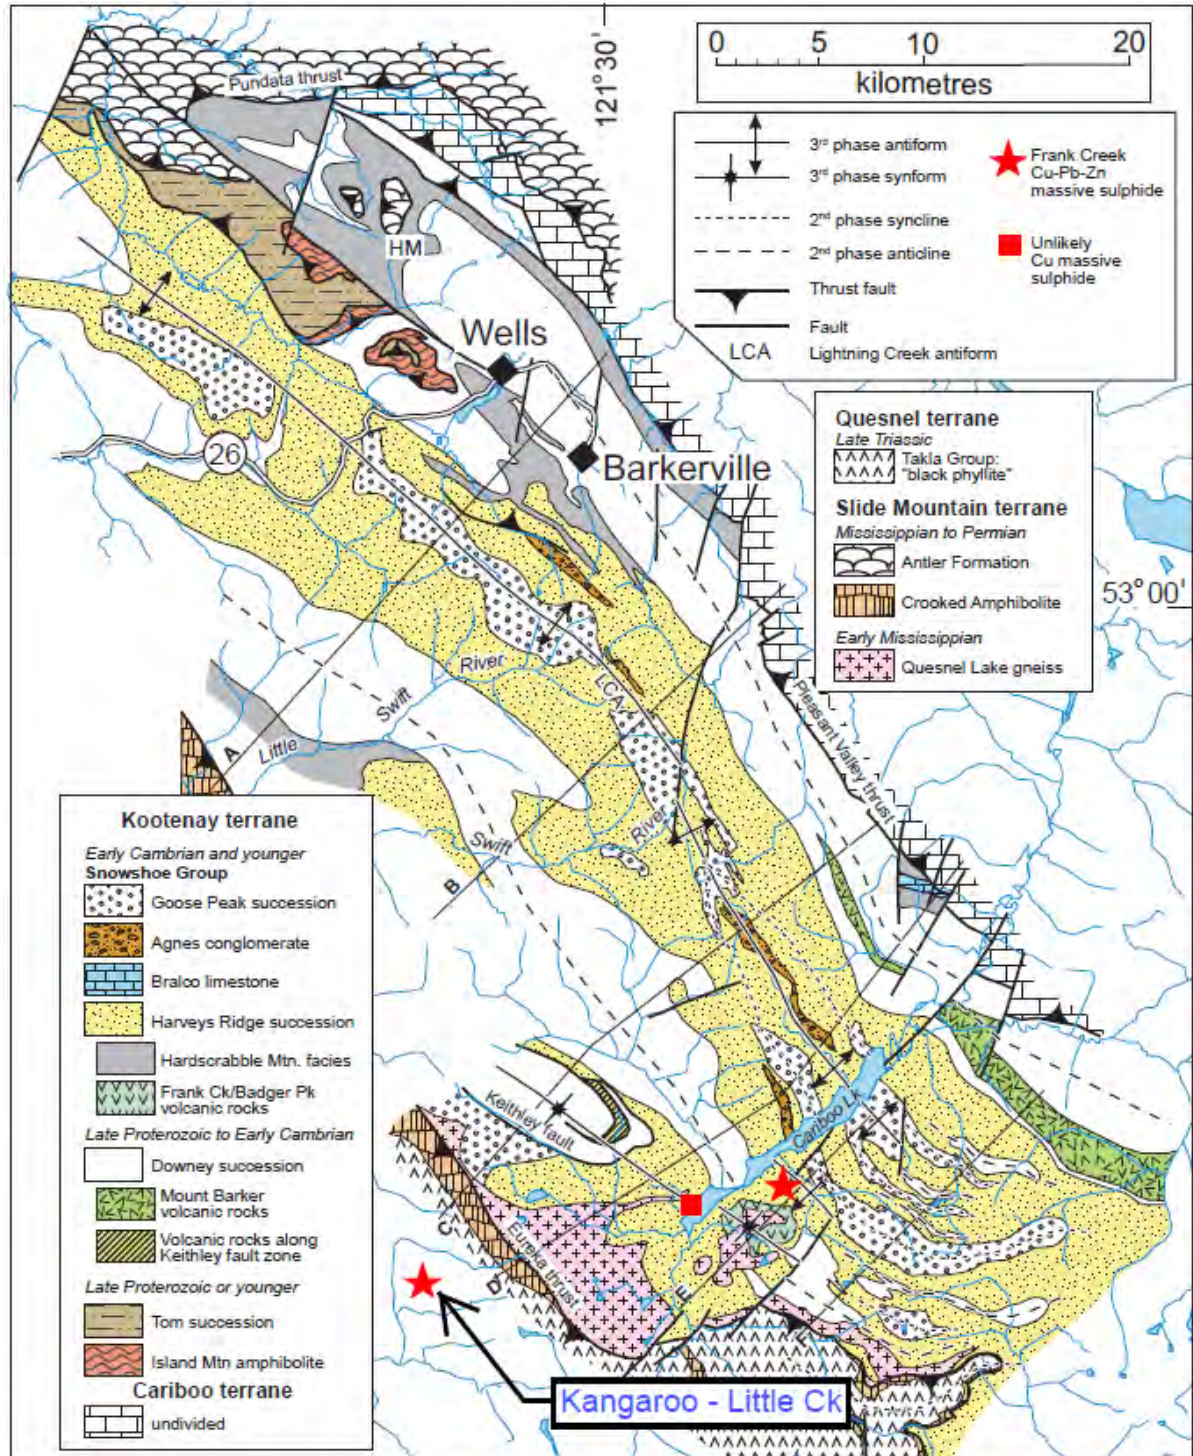 Pundata thrust
121°30'
0 5 10 20
kilometres
3rd phase antiform
3rd phase synform
2nd phase syncline
2nd phase anticline
Thrust fault
Fault
LCA Lightning Creek antiform
Frank Creek
Cu-Pb-Zn
massive sulphide
Unlikely
Cu massive
sulphide
HM
Wells
26
Barkerville
Quesnel terrane
Late Triassic
Takla Group:
"black phyllite"
Slide Mountain terrane
Mississippian to Permian
Antler Formation
Crooked Amphibolite
Early Mississippian
Quesnel Lake gneiss
53°00'
River
Swift
Little
LCA
A
Pleasant Valley thrust
River
Swift
B
Kootenay terrane
Early Cambrian and younger
Snowshoe Group
Goose Peak succession
Agnes conglomerate
Bralco limestone
Harveys Ridge succession
Hardscrabble Mtn. facies
Frank Ck/Badger Pk
volcanic rocks
Late Proterozoic to Early Cambrian
Downey succession
Mount Barker
volcanic rocks
Volcanic rocks along
Keithley fault zone
Late Proterozoic or younger
Tom succession
Island Mtn amphibolite
Cariboo terrane
undivided
Keithley fault
Cariboo Lk
C
Eureka thrust
D
E
F
Kangaroo - Little Ck